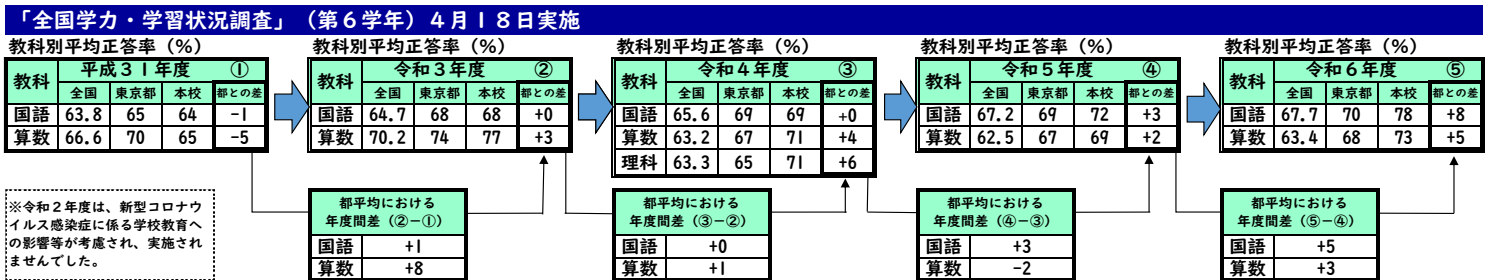 「全国学力・学習状況調査」（第６学年）４月１８日実施
教科別平均正答率（%）
教科 平成３１年度 ①
全国 東京都 本校 都との差
国語 63.8 65 64 -1
算数 66.6 70 65 -5
教科別平均正答率（%）
教科 令和３年度 ②
全国 東京都 本校 都との差
国語 64.7 68 68 +0
算数 70.2 74 77 +3
教科別平均正答率（%）
教科 令和４年度 ③
全国 東京都 本校 都との差
国語 65.6 69 69 +0
算数 63.2 67 71 +4
理科 63.3 65 71 +6
教科別平均正答率（%）
教科 令和５年度 ④
全国 東京都 本校 都との差
国語 67.2 69 72 +3
算数 62.5 67 69 +2
教科別平均正答率（%）
教科 令和６年度 ⑤
全国 東京都 本校 都との差
国語 67.7 70 78 +8
算数 63.4 68 73 +5
※令和２年度は、新型コロナウ
イルス感染症に係る学校教育へ
の影響等が考慮され、実施され
ませんでした。
都平均における
年度間差（②－①）
国語 +1
算数 +8
都平均における
年度間差（③－②）
国語 +0
算数 +1
都平均における
年度間差（④－③）
国語 +3
算数 -2
都平均における
年度間差（⑤－④）
国語 +5
算数 +3